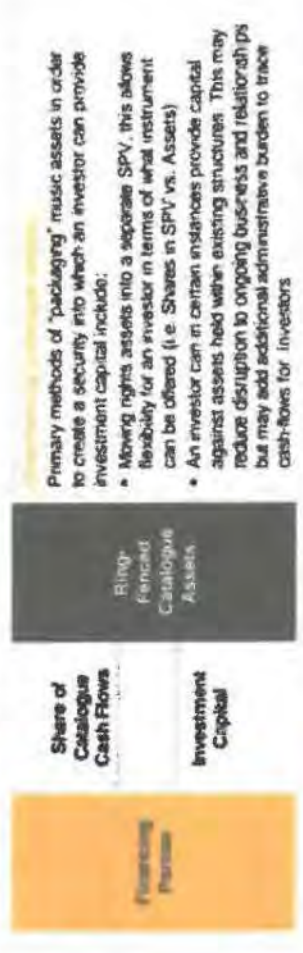 Financing
Partner
Share of
Catalogue
Cash Flows
Investment
Capital
Ring-
Fenced
Catalogue
Assets
Primary methods of "packaging" music assets in order
to create a security into which an investor can provide
investment capital include:
• Moving rights assets into a separate SPV, this allows
flexibility for an investor in terms of what instrument
can be offered (i.e. Shares in SPV vs. Assets)
• An investor can in certain instances provide capital
against assets held within existing structures. This may
reduce disruption to ongoing business and relationships
but may add additional administrative burden to trace
cash-flows for investors